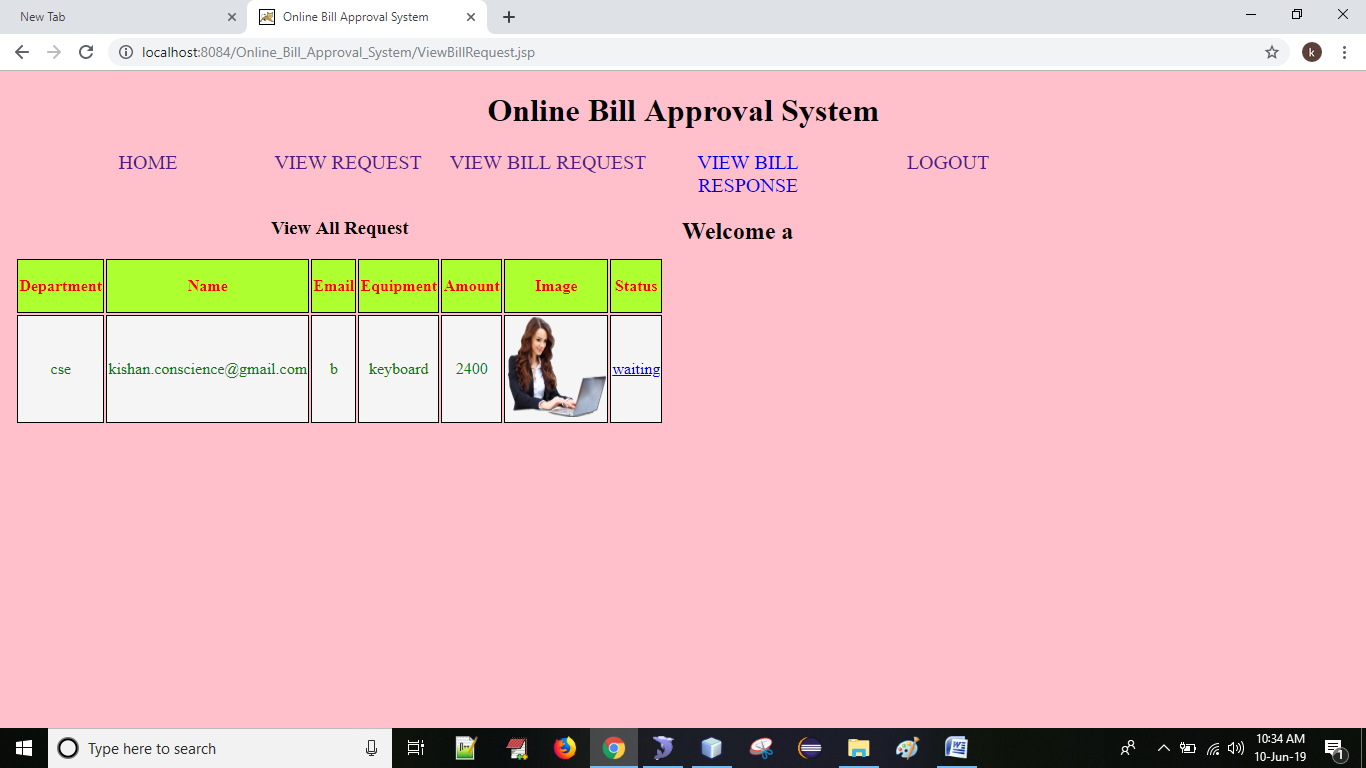 New Tab
Online Bill Approval System
localhost:8084/Online_Bill_Approval_System/ViewBillRequest.jsp
k
Online Bill Approval System
HOME VIEW REQUEST VIEW BILL REQUEST VIEW BILL RESPONSE LOGOUT
View All Request
Welcome a
Department Name Email Equipment Amount Image Status
cse kishan.conscience@gmail.com b keyboard 2400 waiting
Type here to search
10:34 AM
10-Jun-19
1